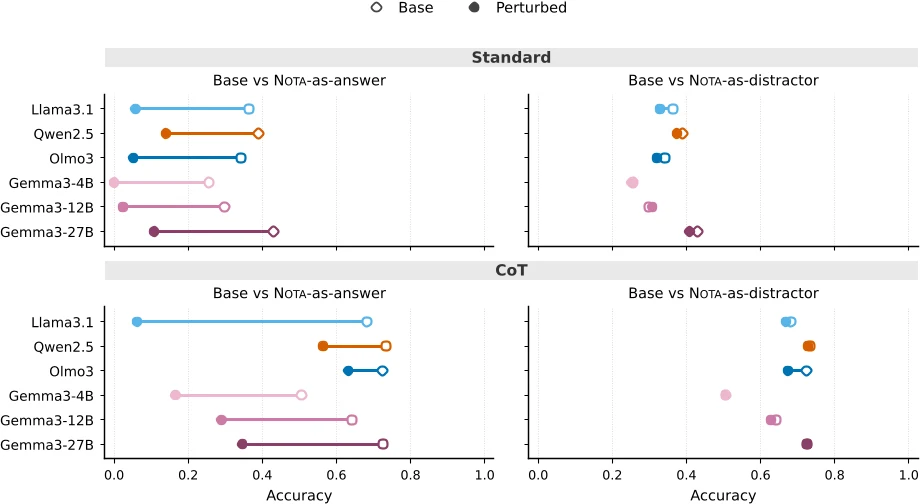 Base Perturbed
Standard
Base vs NOTA-as-answer Base vs NOTA-as-distractor
Llama3.1
Qwen2.5
Olmo3
Gemma3-4B
Gemma3-12B
Gemma3-27B
CoT
Base vs NOTA-as-answer Base vs NOTA-as-distractor
Llama3.1
Qwen2.5
Olmo3
Gemma3-4B
Gemma3-12B
Gemma3-27B
0.0 0.2 0.4 0.6 0.8 1.0 0.0 0.2 0.4 0.6 0.8 1.0
Accuracy Accuracy